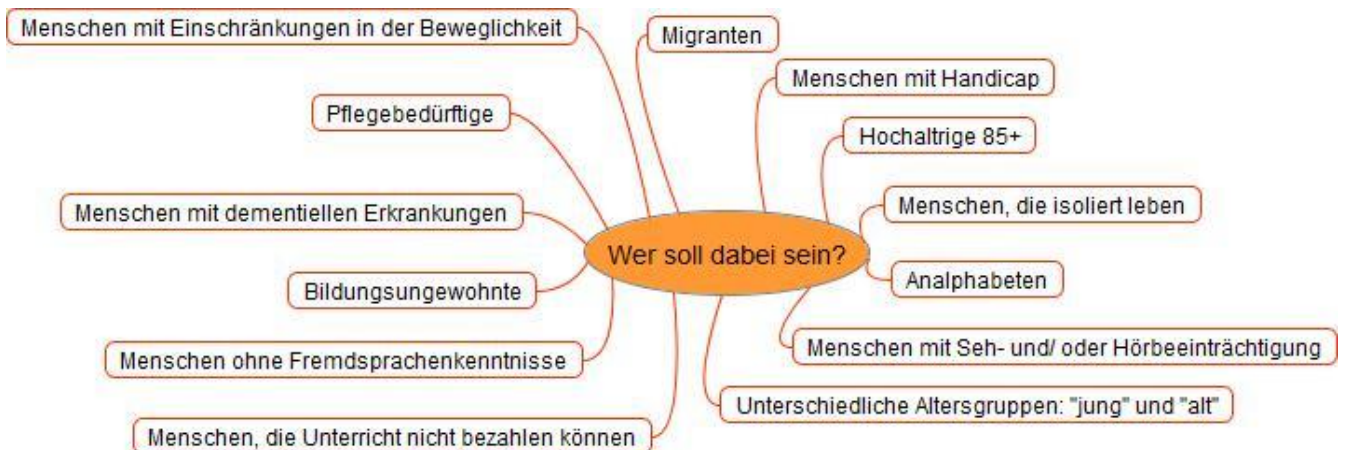 Menschen mit Einschränkungen in der Beweglichkeit
Migranten
Menschen mit Handicap
Pflegebedürftige
Hochaltrige 85+
Menschen mit dementiellen Erkrankungen
Menschen, die isoliert leben
Wer soll dabei sein?
Bildungsungewohnte
Analphabeten
Menschen ohne Fremdsprachenkenntnisse
Menschen mit Seh- und/ oder Hörbeeinträchtigung
Unterschiedliche Altersgruppen: "jung" und "alt"
Menschen, die Unterricht nicht bezahlen können